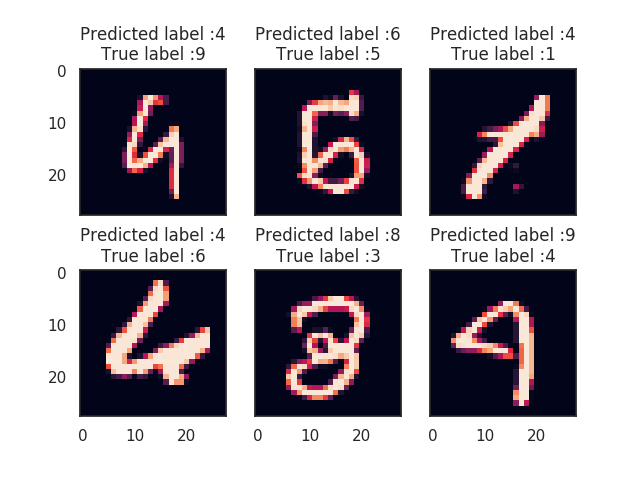 Predicted label :4 Predicted label :6 Predicted label :4
True label :9 True label :5 True label :1
0
10
20
Predicted label :4 Predicted label :8 Predicted label :9
True label :6 True label :3 True label :4
0
10
20
0 10 20 0 10 20 0 10 20